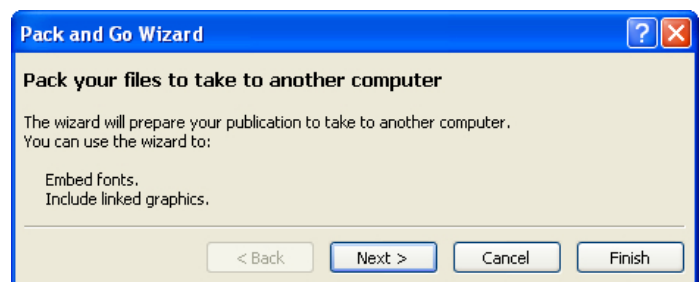 Pack and Go Wizard
Pack your files to take to another computer
The wizard will prepare your publication to take to another computer.
You can use the wizard to:
Embed fonts.
Include linked graphics.
< Back Next > Cancel Finish